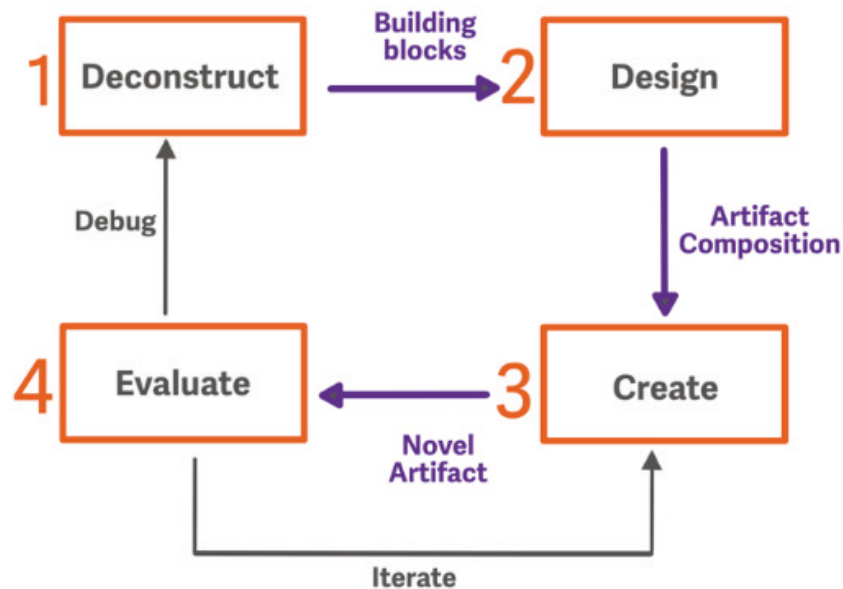 1
Deconstruct
Building
blocks
2
Design
Debug
Artifact
Composition
4
Evaluate
3
Create
Novel
Artifact
Iterate